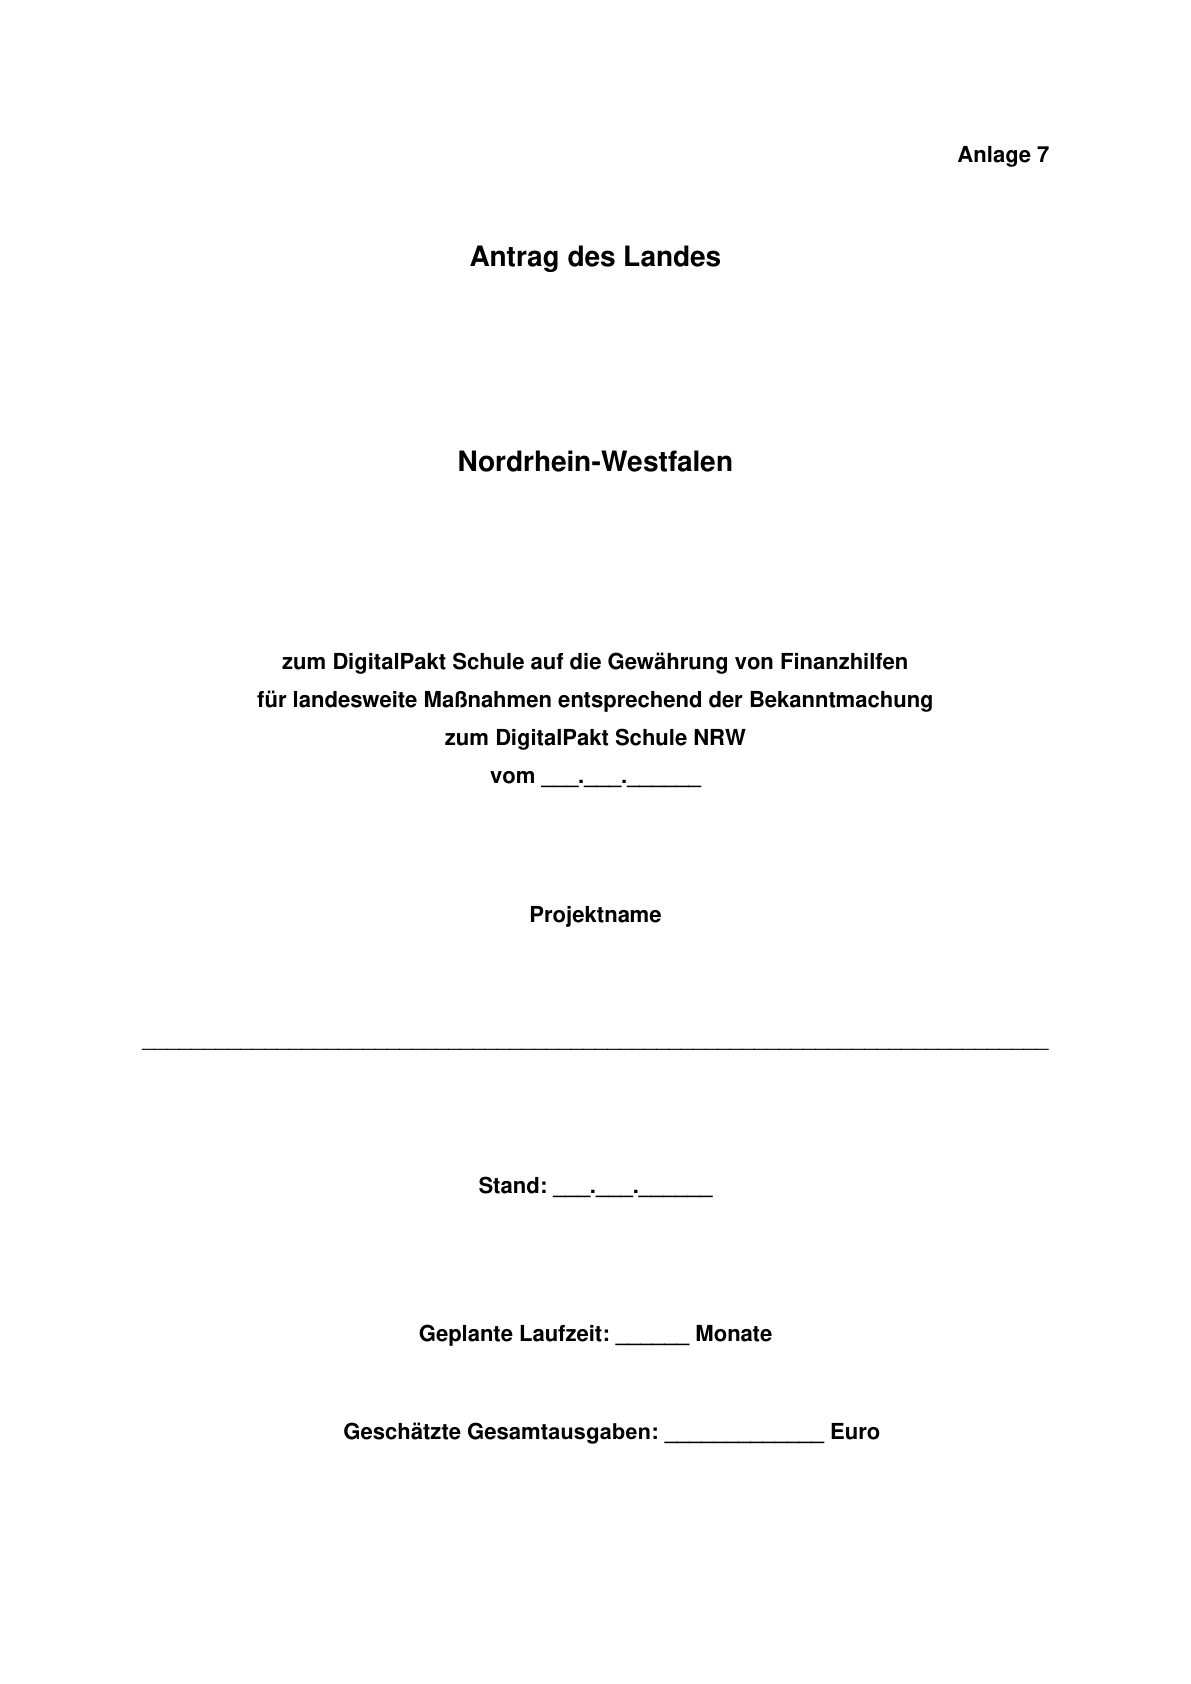 Anlage 7
Antrag des Landes
Nordrhein-Westfalen
zum DigitalPakt Schule auf die Gewährung von Finanzhilfen
für landesweite Maßnahmen entsprechend der Bekanntmachung
zum DigitalPakt Schule NRW
vom ___.___.______
Projektname
__________________________________________________________________________
Stand: ___.___.______
Geplante Laufzeit: ______ Monate
Geschätzte Gesamtausgaben: _____________ Euro